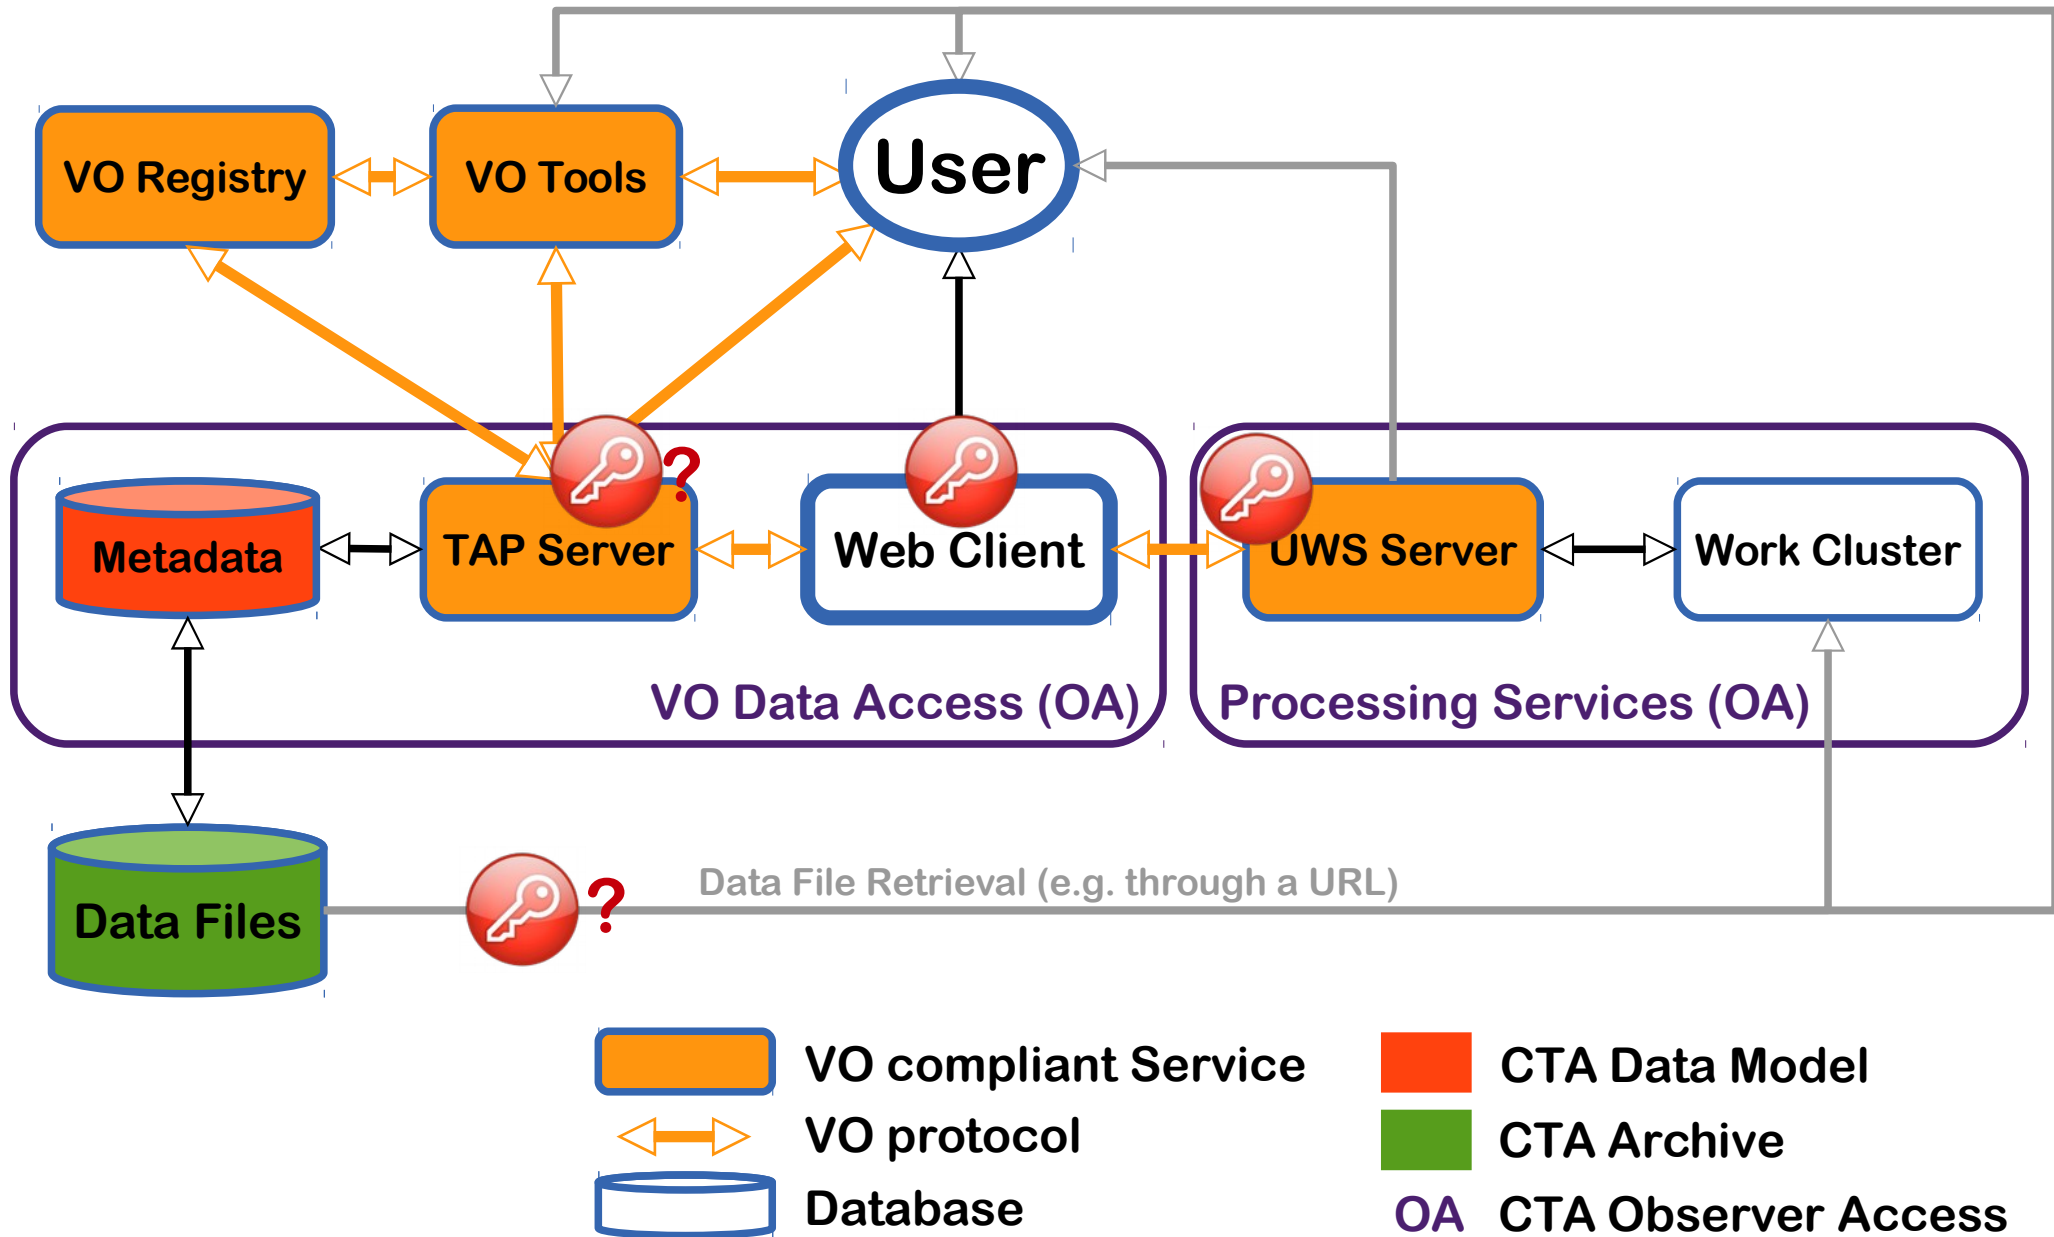 VO Registry
VO Tools
User
?
Metadata
TAP Server
Web Client
UWS Server
Work Cluster
VO Data Access (OA)
Processing Services (OA)
Data File Retrieval (e.g. through a URL)
?
Data Files
VO compliant Service
CTA Data Model
VO protocol
CTA Archive
Database
OA CTA Observer Access